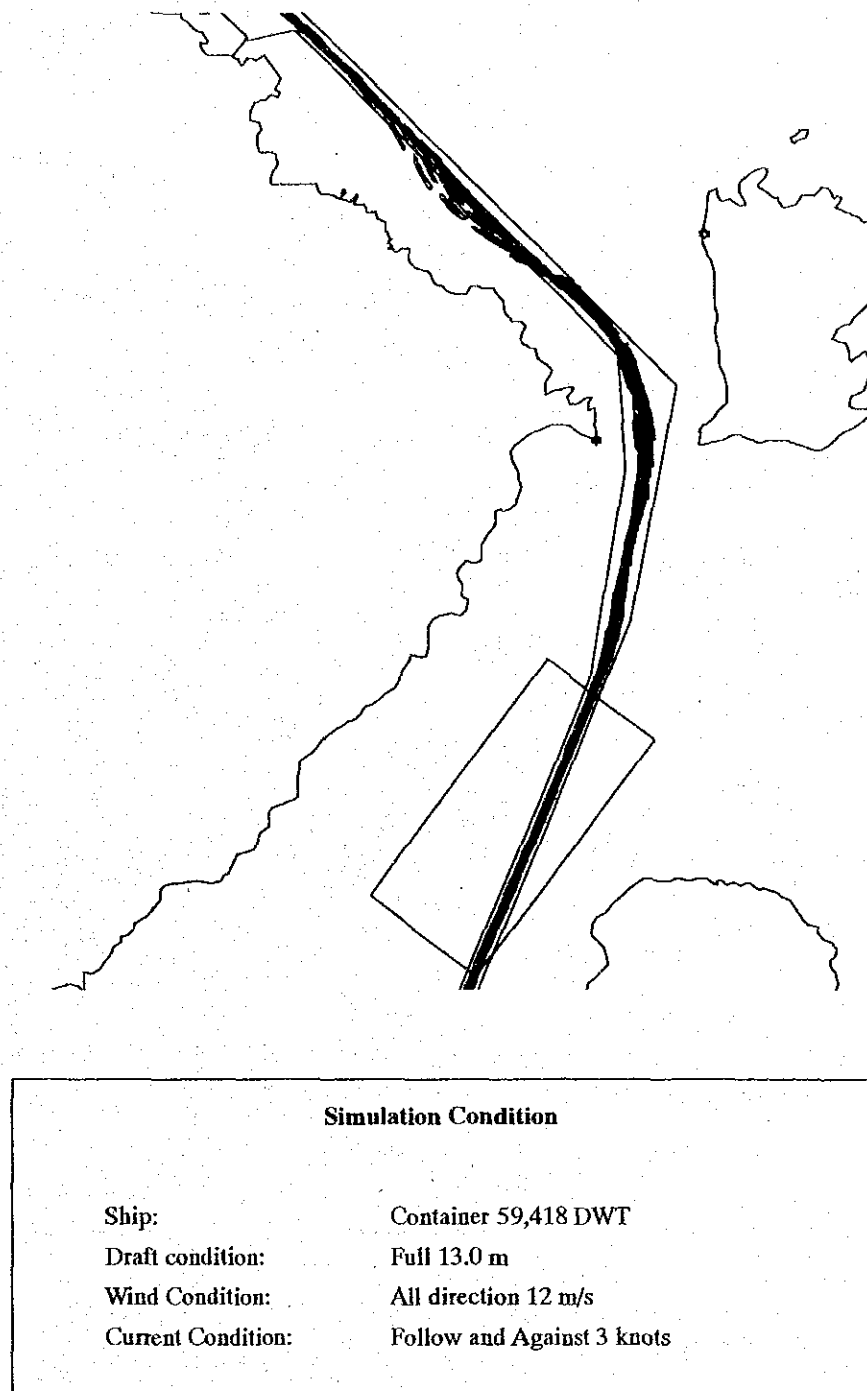 Simulation Condition
Ship: Container 59,418 DWT
Draft condition: Full 13.0 m
Wind Condition: All direction 12 m/s
Current Condition: Follow and Against 3 knots